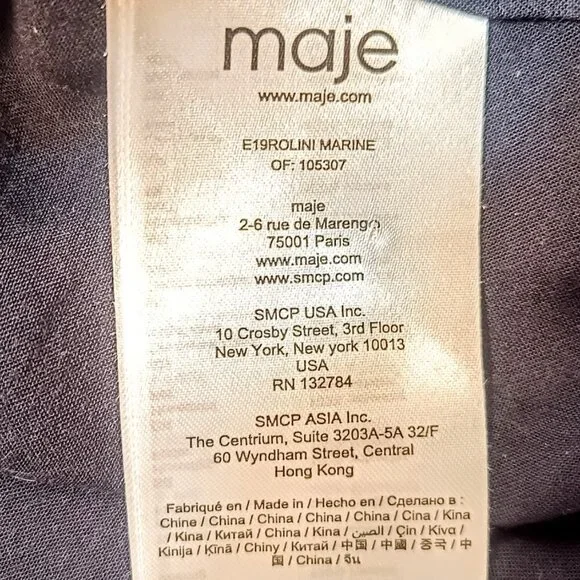 maje
www.maje.com
E19ROLINI MARINE
OF: 105307
maje
2-6 rue de Marengo
75001 Paris
www.maje.com
www.smcp.com
SMCP USA Inc.
10 Crosby Street, 3rd Floor
New York, New york 10013
USA
RN 132784
SMCP ASIA Inc.
The Centrium, Suite 3203A-5A 32/F
60 Wyndham Street, Central
Hong Kong
Fabriqué en / Made in / Hecho en / Сделано в :
Chine / China / China / China / China / Cina / Kina
/ Kina / Китай / China / Kina / الصين / Çin / Κίνα /
Kinija / Ķīnā / Chiny / Китай / 中国 / 中國 / 중국 / 中
国 / China / จีน